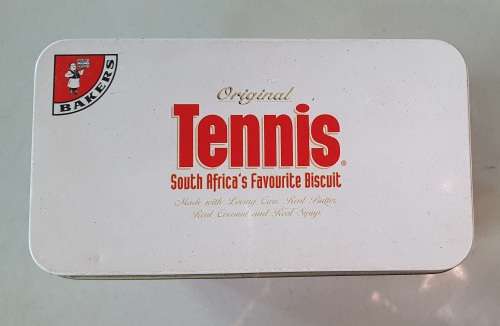 BAKERS
Original
Tennis®
South Africa's Favourite Biscuit
Made with Loving Care, Real Butter,
Real Coconut and Real Syrup